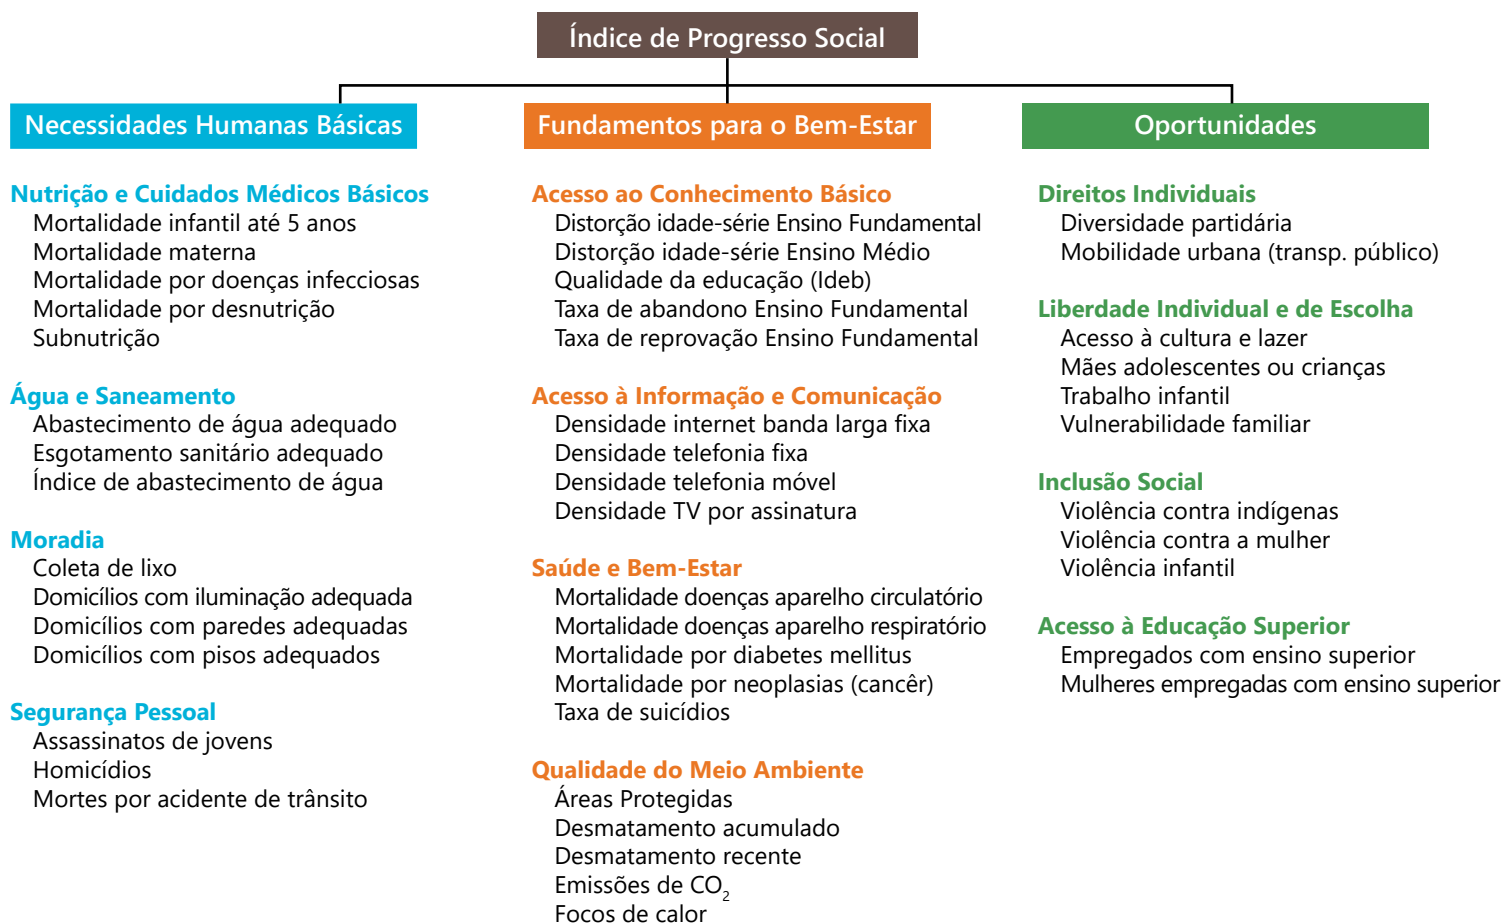 Índice de Progresso Social
Necessidades Humanas Básicas
Nutrição e Cuidados Médicos Básicos
Mortalidade infantil até 5 anos
Mortalidade materna
Mortalidade por doenças infecciosas
Mortalidade por desnutrição
Subnutrição
Água e Saneamento
Abastecimento de água adequado
Esgotamento sanitário adequado
Índice de abastecimento de água
Moradia
Coleta de lixo
Domicílios com iluminação adequada
Domicílios com paredes adequadas
Domicílios com pisos adequados
Segurança Pessoal
Assassinatos de jovens
Homicídios
Mortes por acidente de trânsito
Fundamentos para o Bem-Estar
Acesso ao Conhecimento Básico
Distorção idade-série Ensino Fundamental
Distorção idade-série Ensino Médio
Qualidade da educação (Ideb)
Taxa de abandono Ensino Fundamental
Taxa de reprovação Ensino Fundamental
Acesso à Informação e Comunicação
Densidade internet banda larga fixa
Densidade telefonia fixa
Densidade telefonia móvel
Densidade TV por assinatura
Saúde e Bem-Estar
Mortalidade doenças aparelho circulatório
Mortalidade doenças aparelho respiratório
Mortalidade por diabetes mellitus
Mortalidade por neoplasias (cancêr)
Taxa de suicídios
Qualidade do Meio Ambiente
Áreas Protegidas
Desmatamento acumulado
Desmatamento recente
Emissões de CO₂
Focos de calor
Oportunidades
Direitos Individuais
Diversidade partidária
Mobilidade urbana (transp. público)
Liberdade Individual e de Escolha
Acesso à cultura e lazer
Mães adolescentes ou crianças
Trabalho infantil
Vulnerabilidade familiar
Inclusão Social
Violência contra indígenas
Violência contra a mulher
Violência infantil
Acesso à Educação Superior
Empregados com ensino superior
Mulheres empregadas com ensino superior